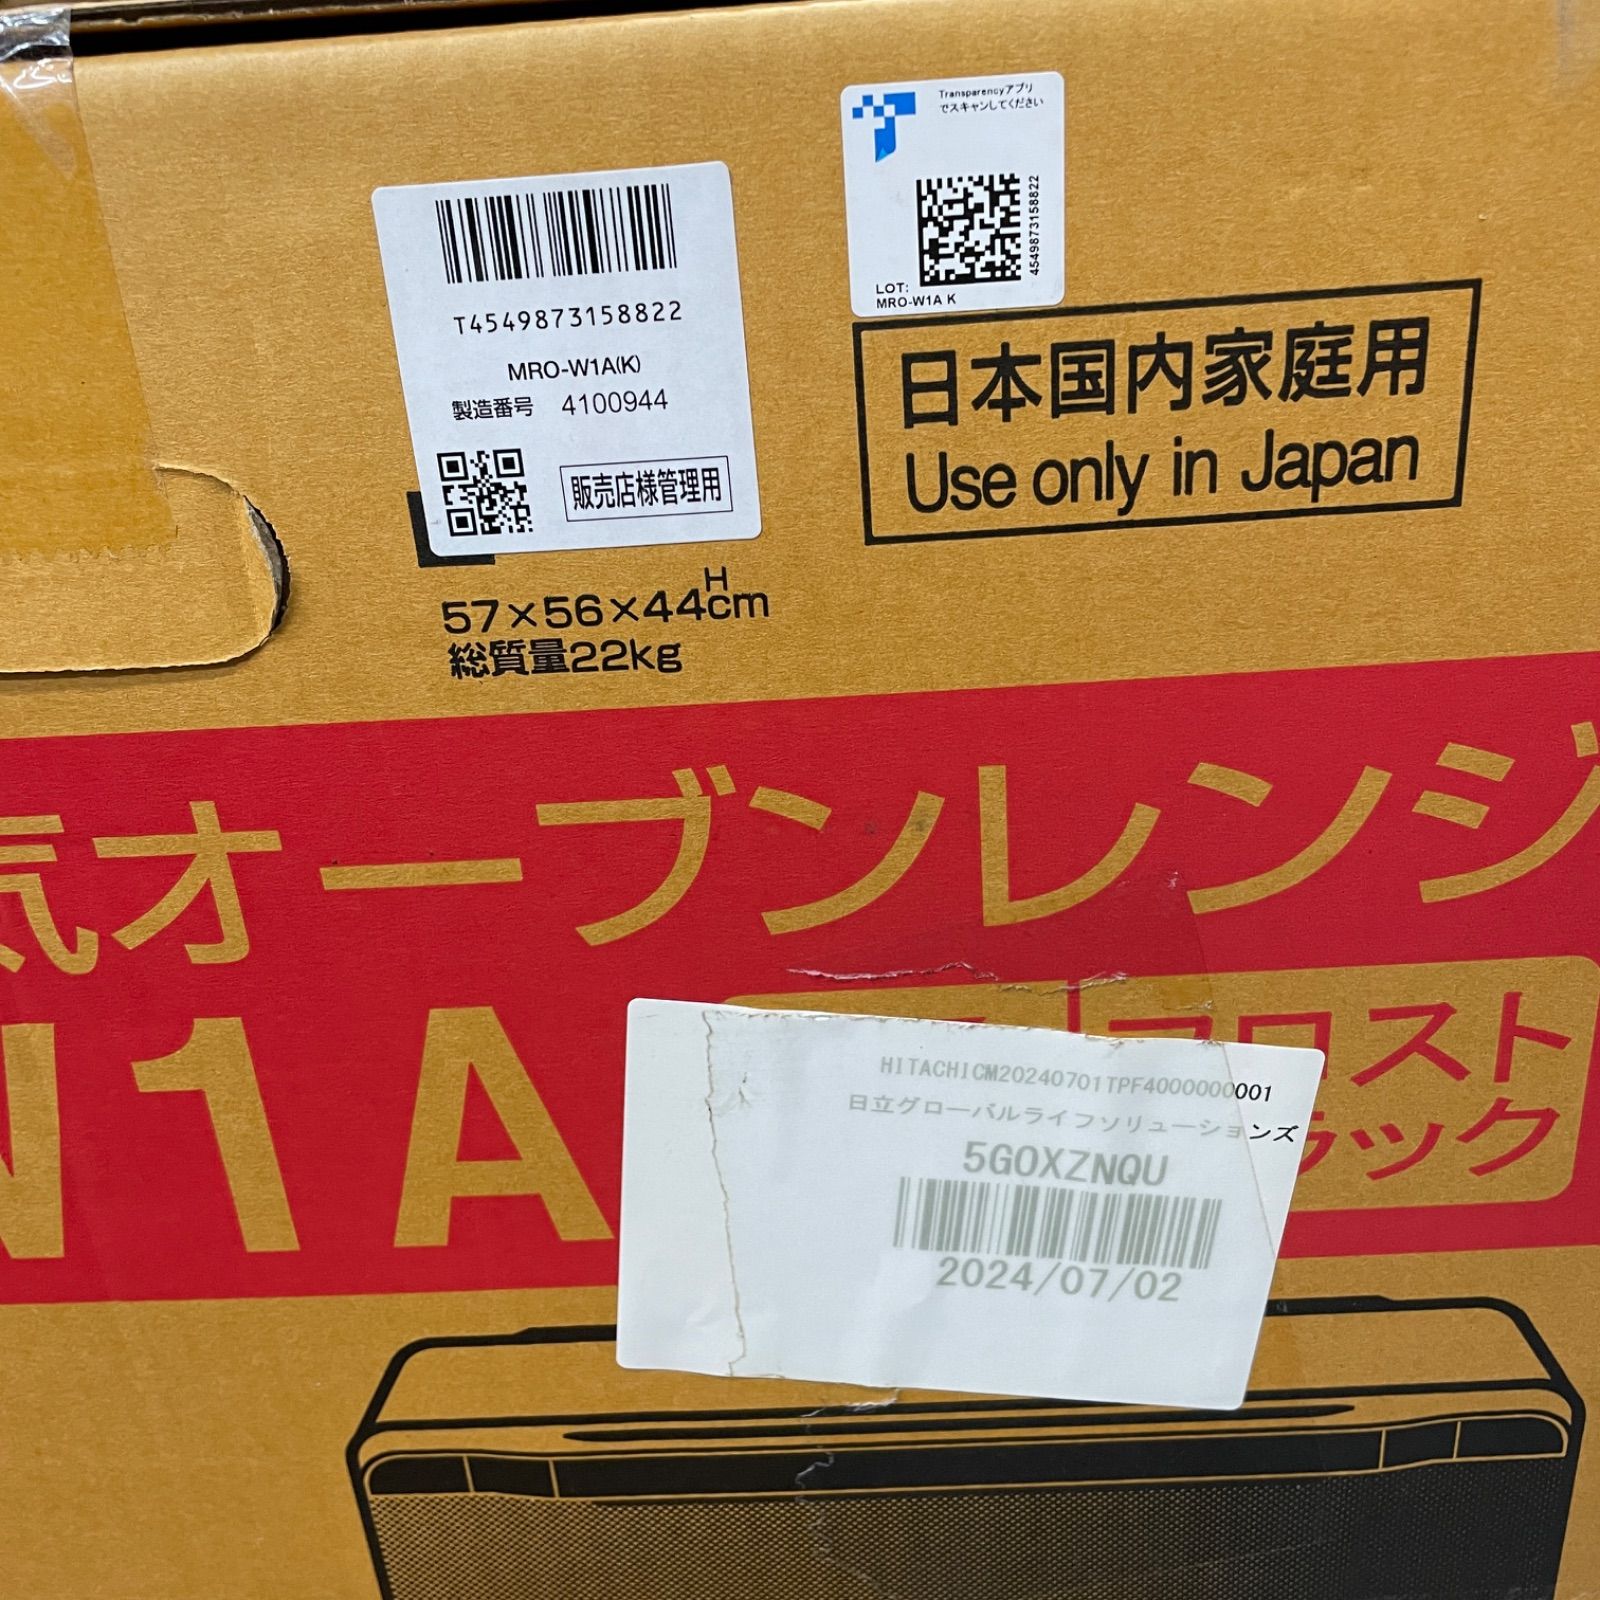 Transparencyアプリ
でスキャンしてください
4549873158822
LOT:
MRO-W1A K
T4549873158822
MRO-W1A(K)
製造番号 4100944
販売店様管理用
日本国内家庭用
Use only in Japan
57×56×44Hcm
総質量22kg
気オーブンレンジ
W1A
フロスト
ラック
HITACHICM20240701TPF4000000001
日立グローバルライフソリューションズ
5G0XZNQU
2024/07/02